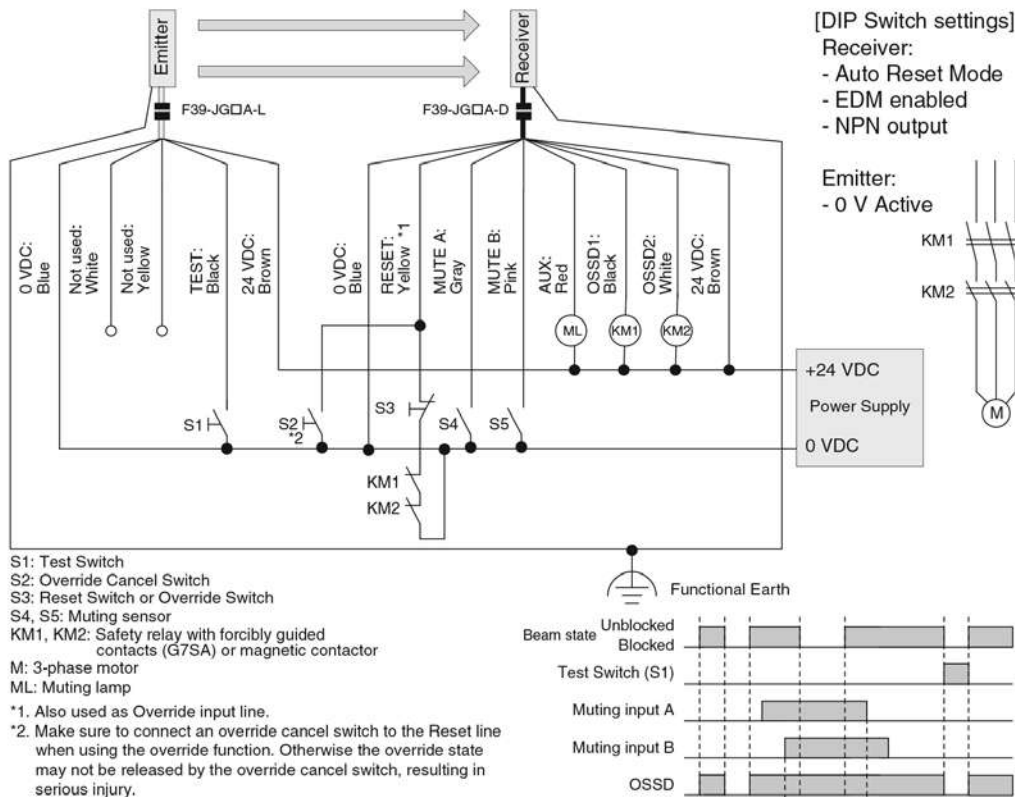 Emitter
Receiver
F39-JG□A-L
F39-JG□A-D
[DIP Switch settings]
Receiver:
- Auto Reset Mode
- EDM enabled
- NPN output
Emitter:
- 0 V Active
KM1
KM2
M
0 VDC:
Blue
Not used:
White
Not used:
Yellow
TEST:
Black
24 VDC:
Brown
0 VDC:
Blue
RESET:
Yellow *1
MUTE A:
Gray
MUTE B:
Pink
AUX:
Red
OSSD1:
Black
OSSD2:
White
24 VDC:
Brown
ML
KM1
KM2
+24 VDC
Power Supply
0 VDC
S1
S2
*2
S3
S4
S5
KM1
KM2
Functional Earth
S1: Test Switch
S2: Override Cancel Switch
S3: Reset Switch or Override Switch
S4, S5: Muting sensor
KM1, KM2: Safety relay with forcibly guided
contacts (G7SA) or magnetic contactor
M: 3-phase motor
ML: Muting lamp
*1. Also used as Override input line.
*2. Make sure to connect an override cancel switch to the Reset line
when using the override function. Otherwise the override state
may not be released by the override cancel switch, resulting in
serious injury.
Beam state
Unblocked
Blocked
Test Switch (S1)
Muting input A
Muting input B
OSSD